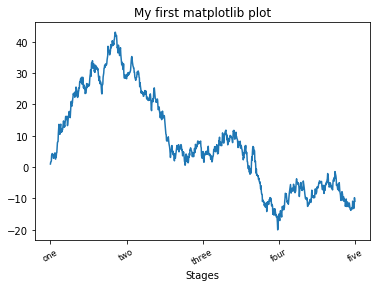 My first matplotlib plot
40
30
20
10
0
−10
−20
one
two
three
four
five
Stages